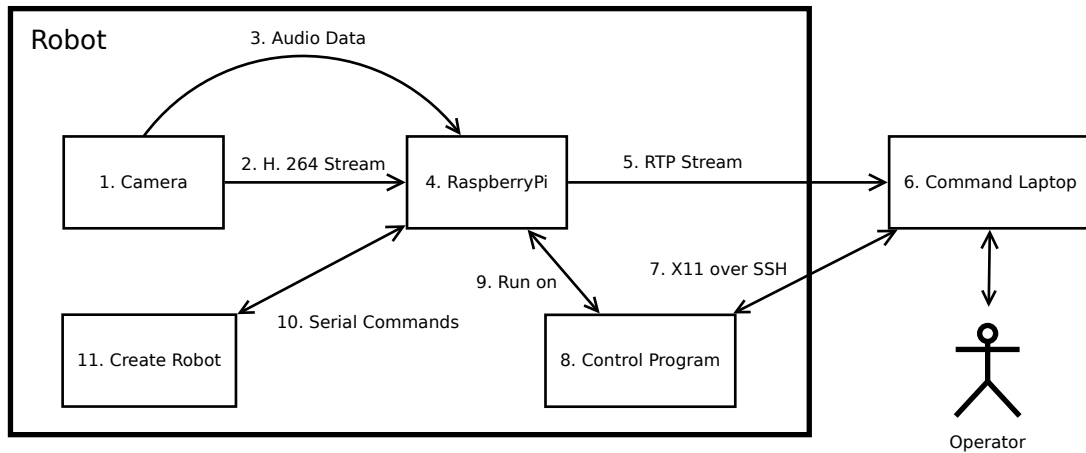 Robot
3. Audio Data
1. Camera
2. H. 264 Stream
4. RaspberryPi
5. RTP Stream
6. Command Laptop
7. X11 over SSH
9. Run on
10. Serial Commands
11. Create Robot
8. Control Program
Operator